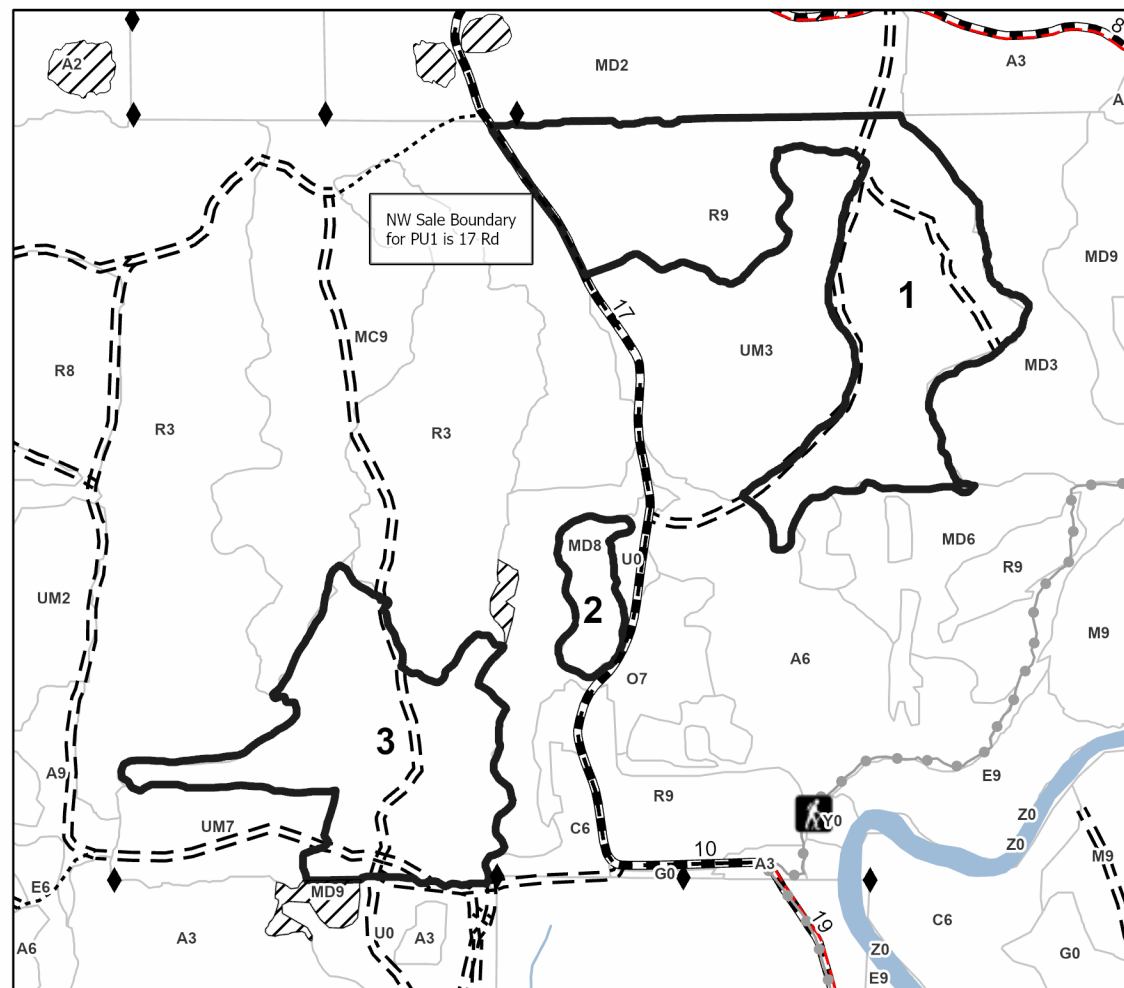 8
A2
MD2
A3
A
R9
NW Sale Boundary
for PU1 is 17 Rd
MD9
1
17
MC9
UM3
R8
MD3
R3
R3
MD6
MD8
U0
R9
UM2
2
M9
A6
O7
3
A9
E9
R9
Y0
Z0
UM7
C6
Z0
10
M9
A3
G0
E6
MD9
19
C6
U0
A3
A3
A6
Z0
G0
E9